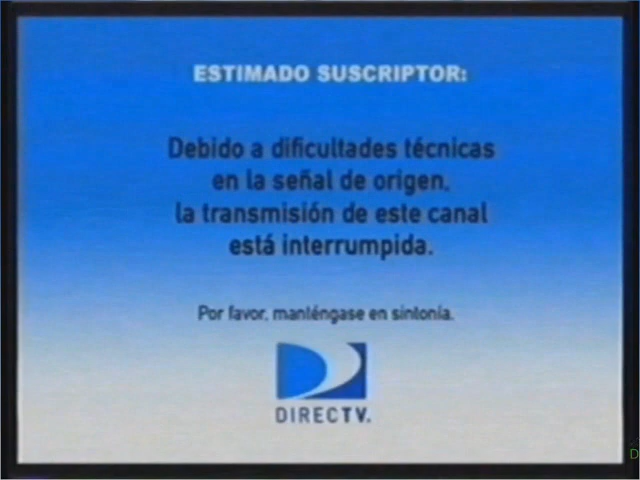 ESTIMADO SUSCRIPTOR:
Debido a dificultades técnicas
en la señal de origen,
la transmisión de este canal
está interrumpida.
Por favor, manténgase en sintonía.
DIRECTV.
D